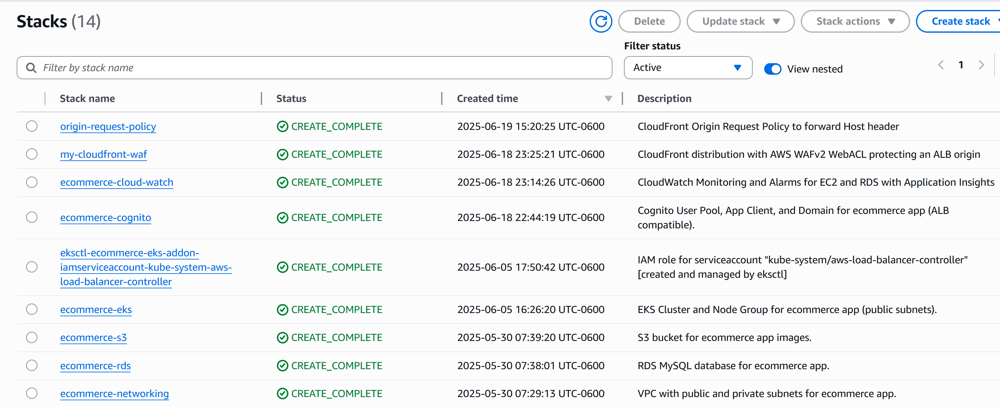 Stacks (14)
Delete
Update stack
Stack actions
Create stack
Filter status
Filter by stack name
Active
View nested
1
Stack name Status Created time Description
origin-request-policy CREATE_COMPLETE 2025-06-19 15:20:25 UTC-0600 CloudFront Origin Request Policy to forward Host header
my-cloudfront-waf CREATE_COMPLETE 2025-06-18 23:25:21 UTC-0600 CloudFront distribution with AWS WAFv2 WebACL protecting an ALB origin
ecommerce-cloud-watch CREATE_COMPLETE 2025-06-18 23:14:26 UTC-0600 CloudWatch Monitoring and Alarms for EC2 and RDS with Application Insights
ecommerce-cognito CREATE_COMPLETE 2025-06-18 22:44:19 UTC-0600 Cognito User Pool, App Client, and Domain for ecommerce app (ALB
compatible).
eksctl-ecommerce-eks-addon-
iamserviceaccount-kube-system-aws-
load-balancer-controller
CREATE_COMPLETE 2025-06-05 17:50:42 UTC-0600
IAM role for serviceaccount "kube-system/aws-load-balancer-controller"
[created and managed by eksctl]
ecommerce-eks CREATE_COMPLETE 2025-06-05 16:26:20 UTC-0600 EKS Cluster and Node Group for ecommerce app (public subnets).
ecommerce-s3 CREATE_COMPLETE 2025-05-30 07:39:20 UTC-0600 S3 bucket for ecommerce app images.
ecommerce-rds CREATE_COMPLETE 2025-05-30 07:38:01 UTC-0600 RDS MySQL database for ecommerce app.
ecommerce-networking CREATE_COMPLETE 2025-05-30 07:29:13 UTC-0600 VPC with public and private subnets for ecommerce app.